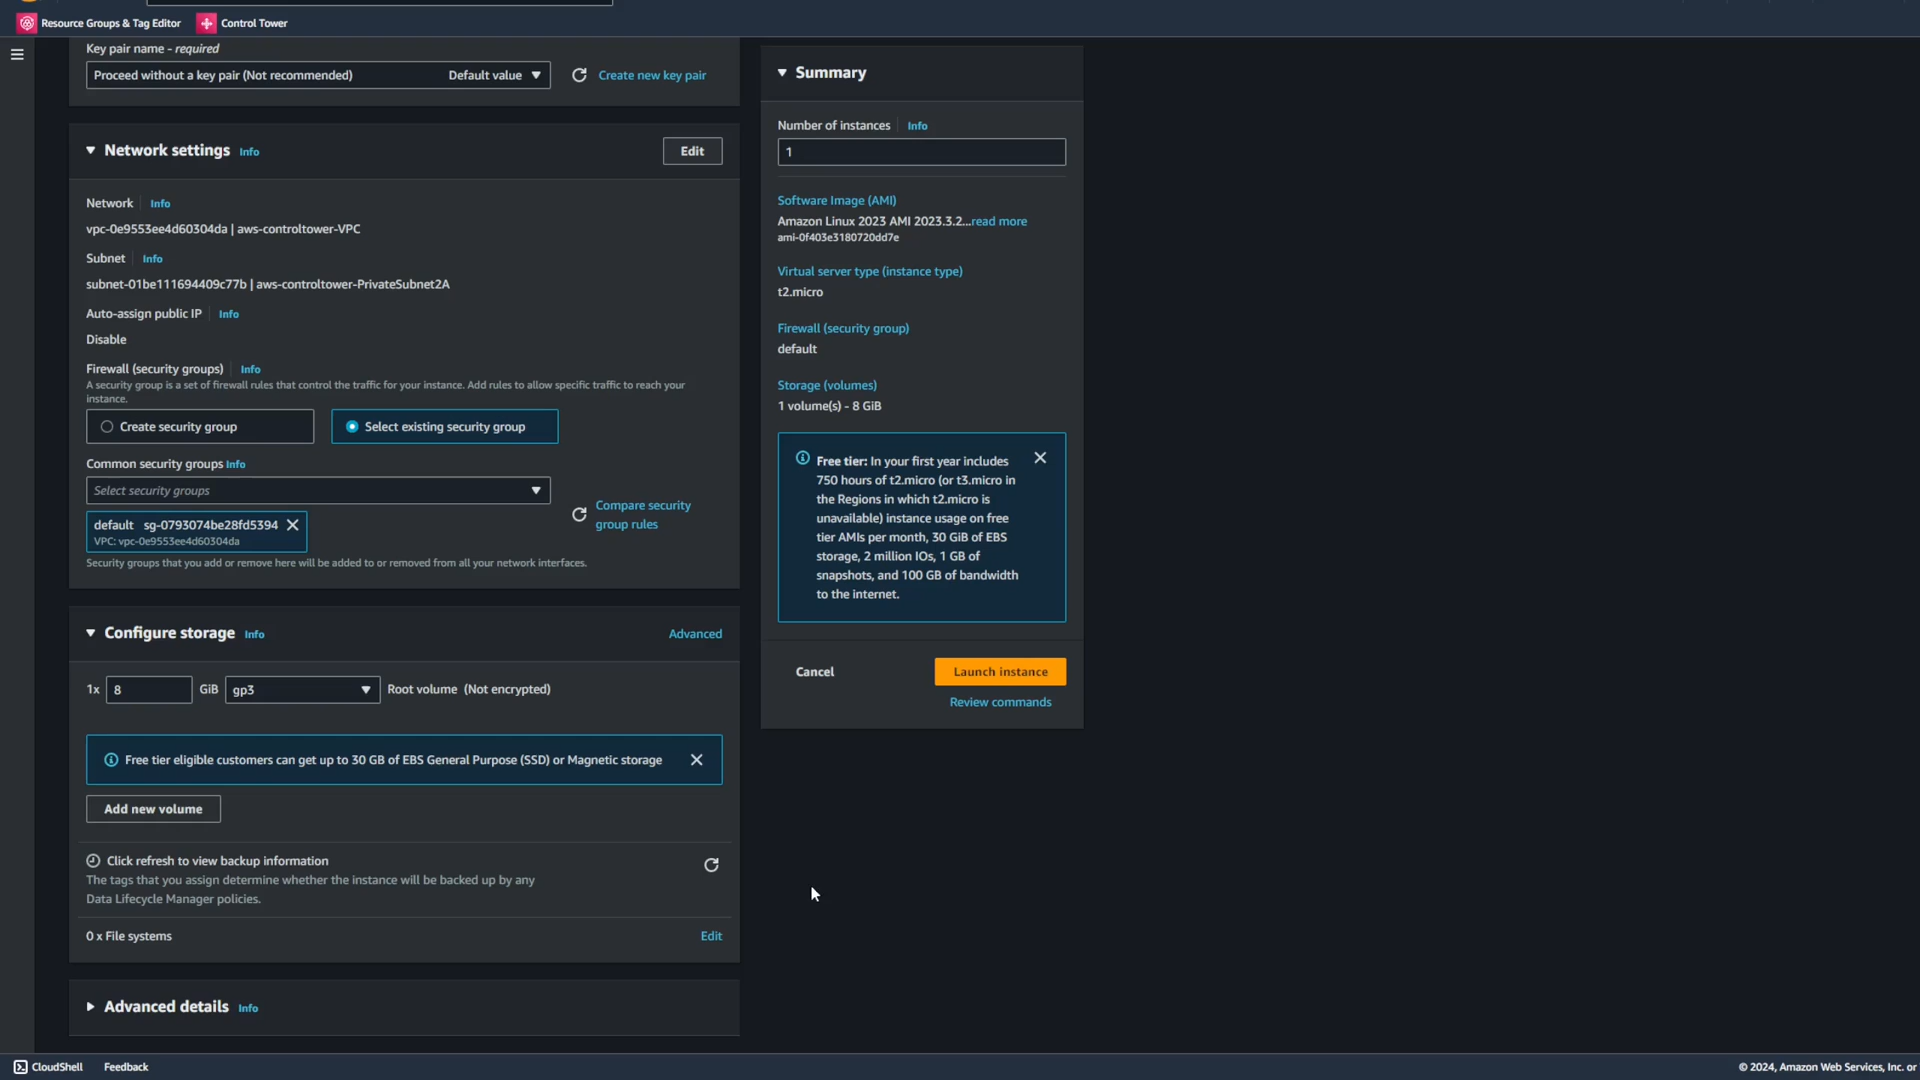 Resource Groups & Tag Editor
Control Tower
Key pair name - required
Proceed without a key pair (Not recommended)
Default value
Create new key pair
Network settings Info
Edit
Network Info
vpc-0e9553ee4d60304da | aws-controltower-VPC
Subnet Info
subnet-01be111694409c77b | aws-controltower-PrivateSubnet2A
Auto-assign public IP Info
Disable
Firewall (security groups) Info
A security group is a set of firewall rules that control the traffic for your instance. Add rules to allow specific traffic to reach your
instance.
Create security group
Select existing security group
Common security groups Info
Select security groups
Compare security
group rules
default sg-0793074be28fd5394
VPC: vpc-0e9553ee4d60304da
Security groups that you add or remove here will be added to or removed from all your network interfaces.
Configure storage Info
Advanced
1x 8 GiB gp3 Root volume (Not encrypted)
Free tier eligible customers can get up to 30 GB of EBS General Purpose (SSD) or Magnetic storage
Add new volume
Click refresh to view backup information
The tags that you assign determine whether the instance will be backed up by any
Data Lifecycle Manager policies.
0 x File systems
Edit
Advanced details Info
Summary
Number of instances Info
1
Software Image (AMI)
Amazon Linux 2023 AMI 2023.3.2...read more
ami-0f403e3180720dd7e
Virtual server type (instance type)
t2.micro
Firewall (security group)
default
Storage (volumes)
1 volume(s) - 8 GiB
Free tier: In your first year includes
750 hours of t2.micro (or t3.micro in
the Regions in which t2.micro is
unavailable) instance usage on free
tier AMIs per month, 30 GiB of EBS
storage, 2 million IOs, 1 GB of
snapshots, and 100 GB of bandwidth
to the internet.
Cancel
Launch instance
Review commands
CloudShell
Feedback
© 2024, Amazon Web Services, Inc. or